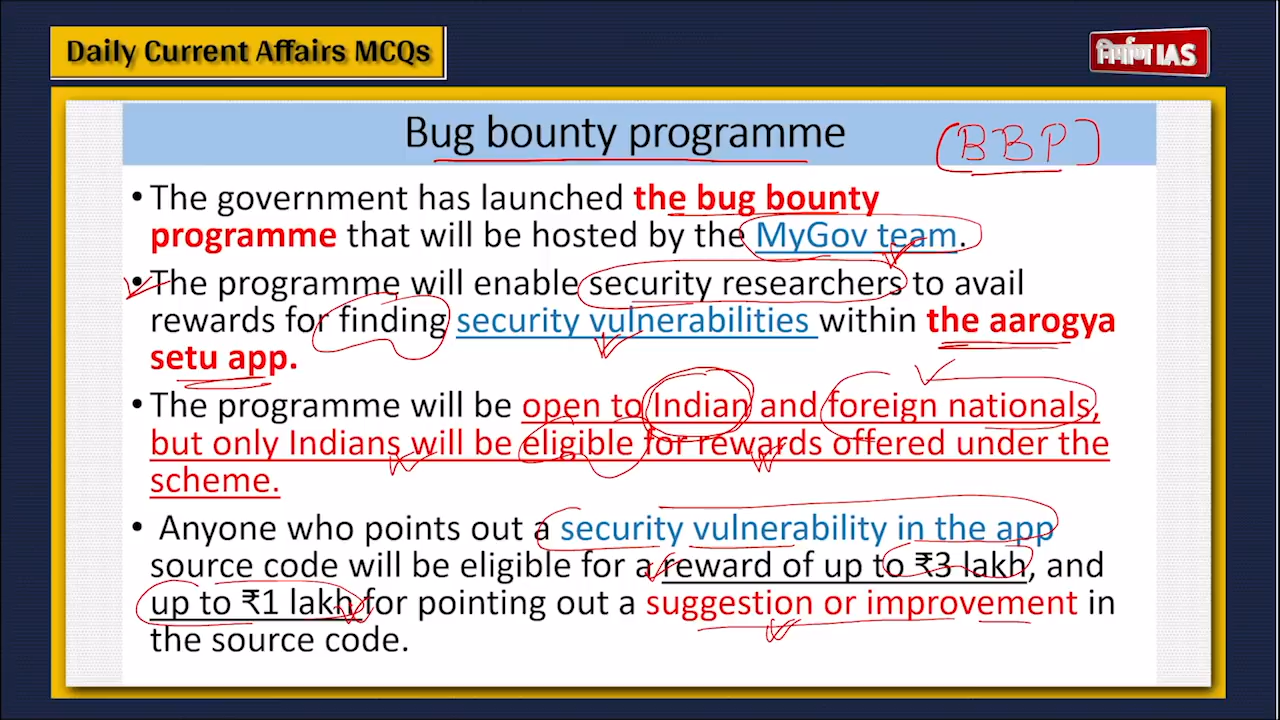 Daily Current Affairs MCQs
निर्माण IAS
Bug bounty programme (BBP]
• The government has launched the bug bounty
programme that will be hosted by the MyGov team.
• The programme will enable security researchers to avail
rewards for finding security vulnerabilities within the aarogya
setu app.
• The programme will be open to Indian and foreign nationals,
but only Indians will be eligible for rewards offered under the
scheme.
• Anyone who points out a security vulnerability in the app
source code will be eligible for a reward of up to ₹3 lakh, and
up to ₹1 lakh for pointing out a suggestion or improvement in
the source code.